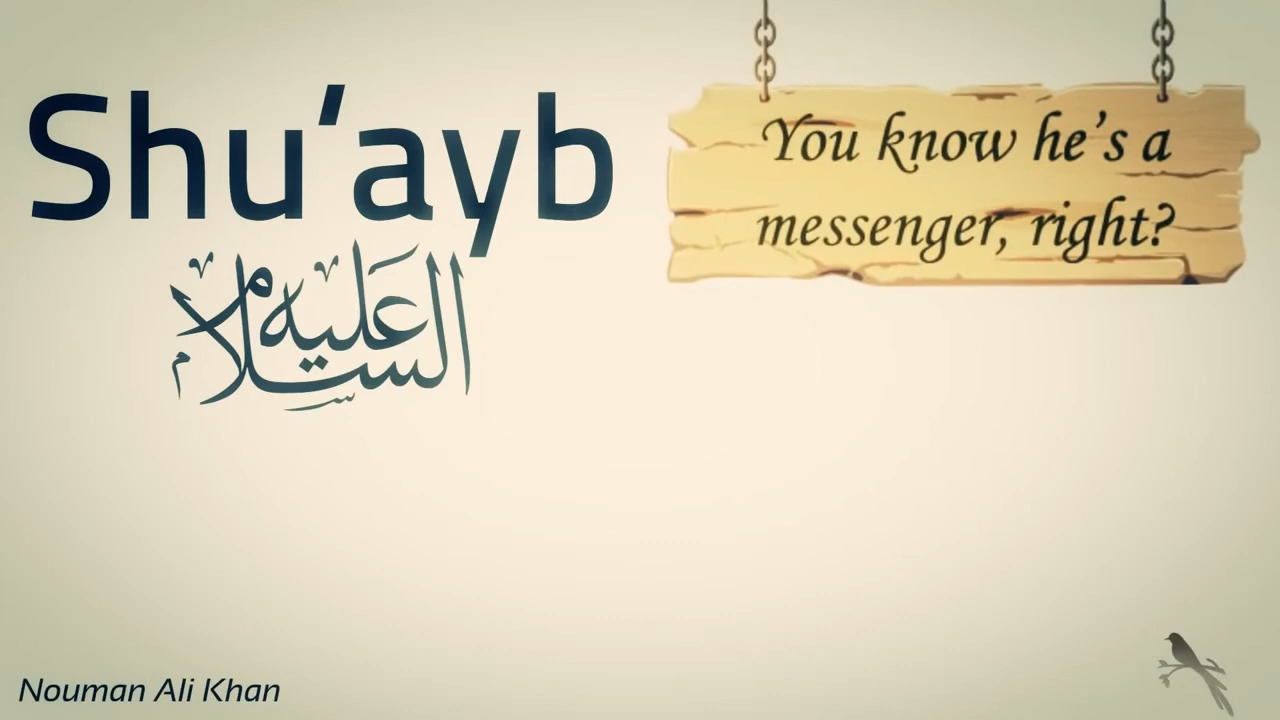 Shu'ayb
عليه السلام
You know he's a
messenger, right?
Nouman Ali Khan